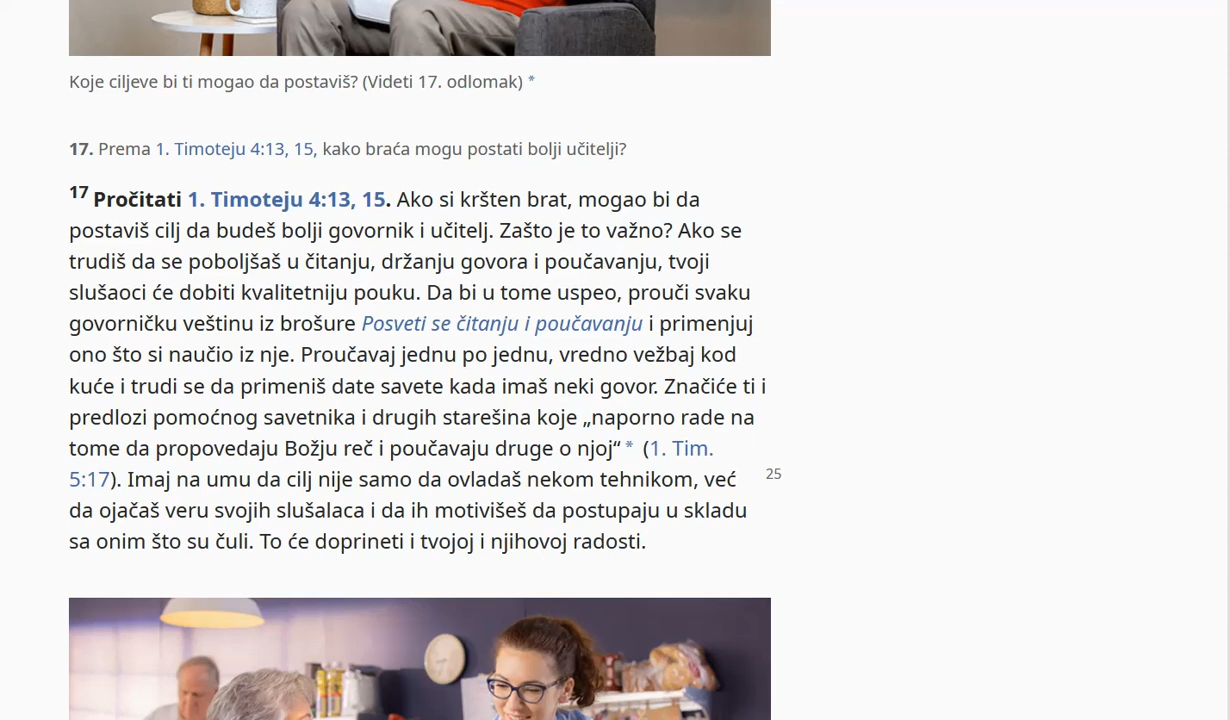 Koje ciljeve bi ti mogao da postaviš? (Videti 17. odlomak) *
17. Prema 1. Timoteju 4:13, 15, kako braća mogu postati bolji učitelji?
17 Pročitati 1. Timoteju 4:13, 15. Ako si kršten brat, mogao bi da
postaviš cilj da budeš bolji govornik i učitelj. Zašto je to važno? Ako se
trudiš da se poboljšaš u čitanju, držanju govora i poučavanju, tvoji
slušaoci će dobiti kvalitetniju pouku. Da bi u tome uspeo, prouči svaku
govorničku veštinu iz brošure Posveti se čitanju i poučavanju i primenjuj
ono što si naučio iz nje. Proučavaj jednu po jednu, vredno vežbaj kod
kuće i trudi se da primeniš date savete kada imaš neki govor. Značiće ti i
predlozi pomoćnog savetnika i drugih starešina koje „naporno rade na
tome da propovedaju Božju reč i poučavaju druge o njoj“ * (1. Tim.
5:17). Imaj na umu da cilj nije samo da ovladaš nekom tehnikom, već
25
da ojačaš veru svojih slušalaca i da ih motivišeš da postupaju u skladu
sa onim što su čuli. To će doprineti i tvojoj i njihovoj radosti.